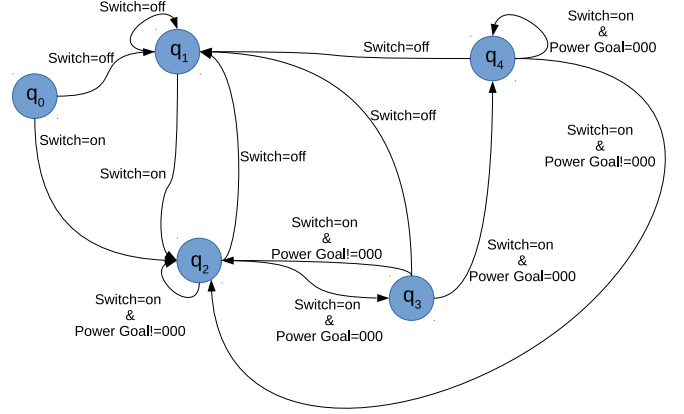 Switch=off
Switch=on
&
Power Goal=000
q1
Switch=off
q4
Switch=off
q0
Switch=off
Switch=on
&
Power Goal!=000
Switch=on
Switch=off
Switch=on
Switch=on
&
Power Goal!=000
Switch=on
&
Power Goal=000
q2
q3
Switch=on
&
Power Goal!=000
Switch=on
&
Power Goal=000